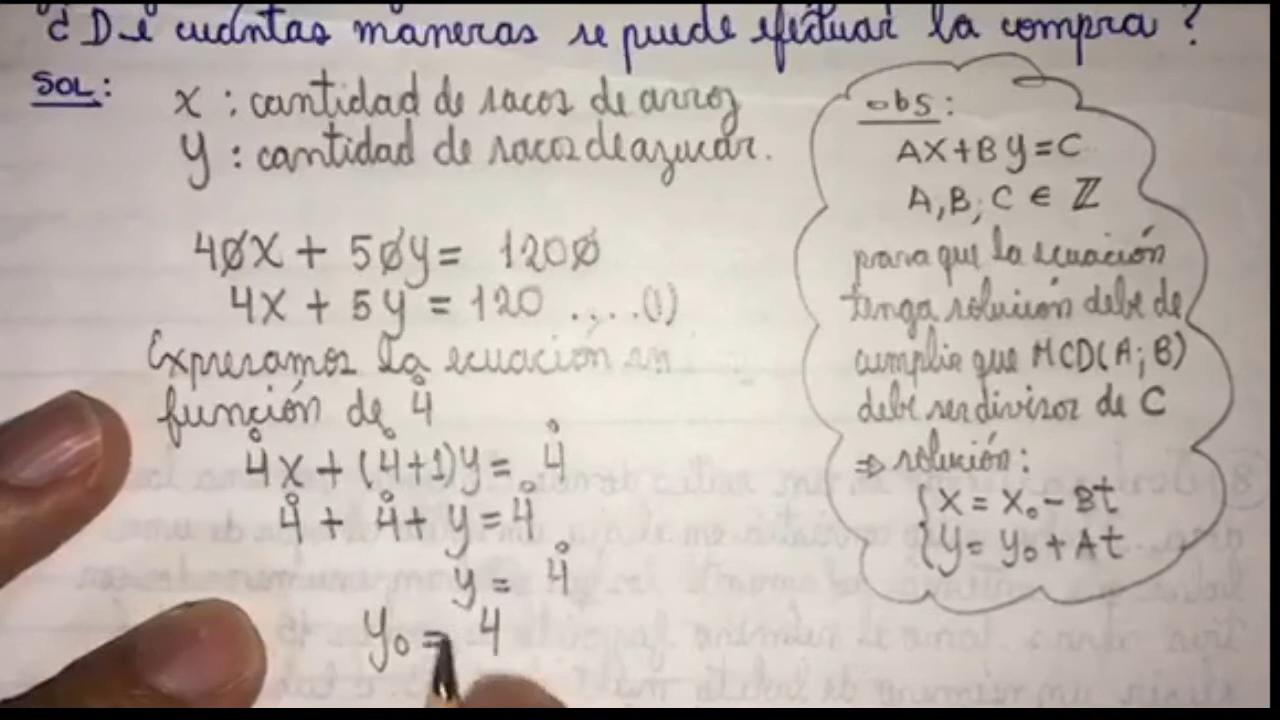 ¿De cuántas maneras se puede efectuar la compra?
SOL:
x : cantidad de sacos de arroz
y : cantidad de sacos de azucar.
40x + 50y = 1200
4x + 5y = 120 ....(1)
Expresamos la ecuación en
función de 4̊
4̊x + (4̊+1)y = 4̊
4̊ + 4̊ + y = 4̊
y = 4̊
y₀ = 4
obs:
AX+BY=C
A,B,C ∈ ℤ
para que la ecuación
tenga solución debe de
cumplir que MCD(A;B)
debe ser divisor de C
⇒ solución:
{x = x₀ - Bt
{y = y₀ + At